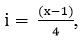 i = (x−1)/4,